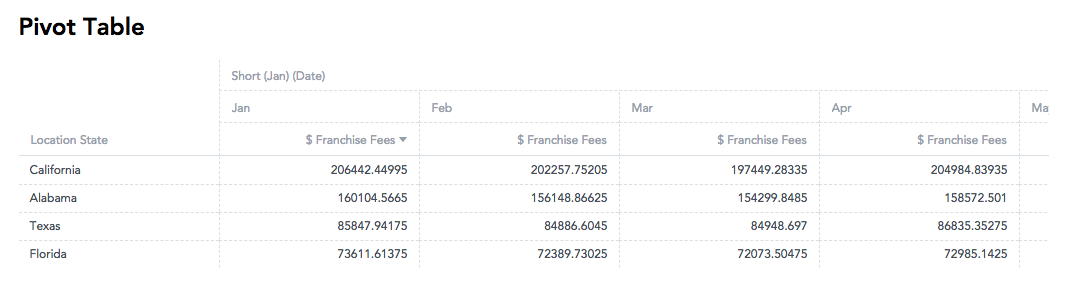 Pivot Table
Short (Jan) (Date)
Jan Feb Mar Apr Ma
Location State $ Franchise Fees $ Franchise Fees $ Franchise Fees $ Franchise Fees
California 206442.44995 202257.75205 197449.28335 204984.83935
Alabama 160104.5665 156148.86625 154299.8485 158572.501
Texas 85847.94175 84886.6045 84948.697 86835.35275
Florida 73611.61375 72389.73025 72073.50475 72985.1425